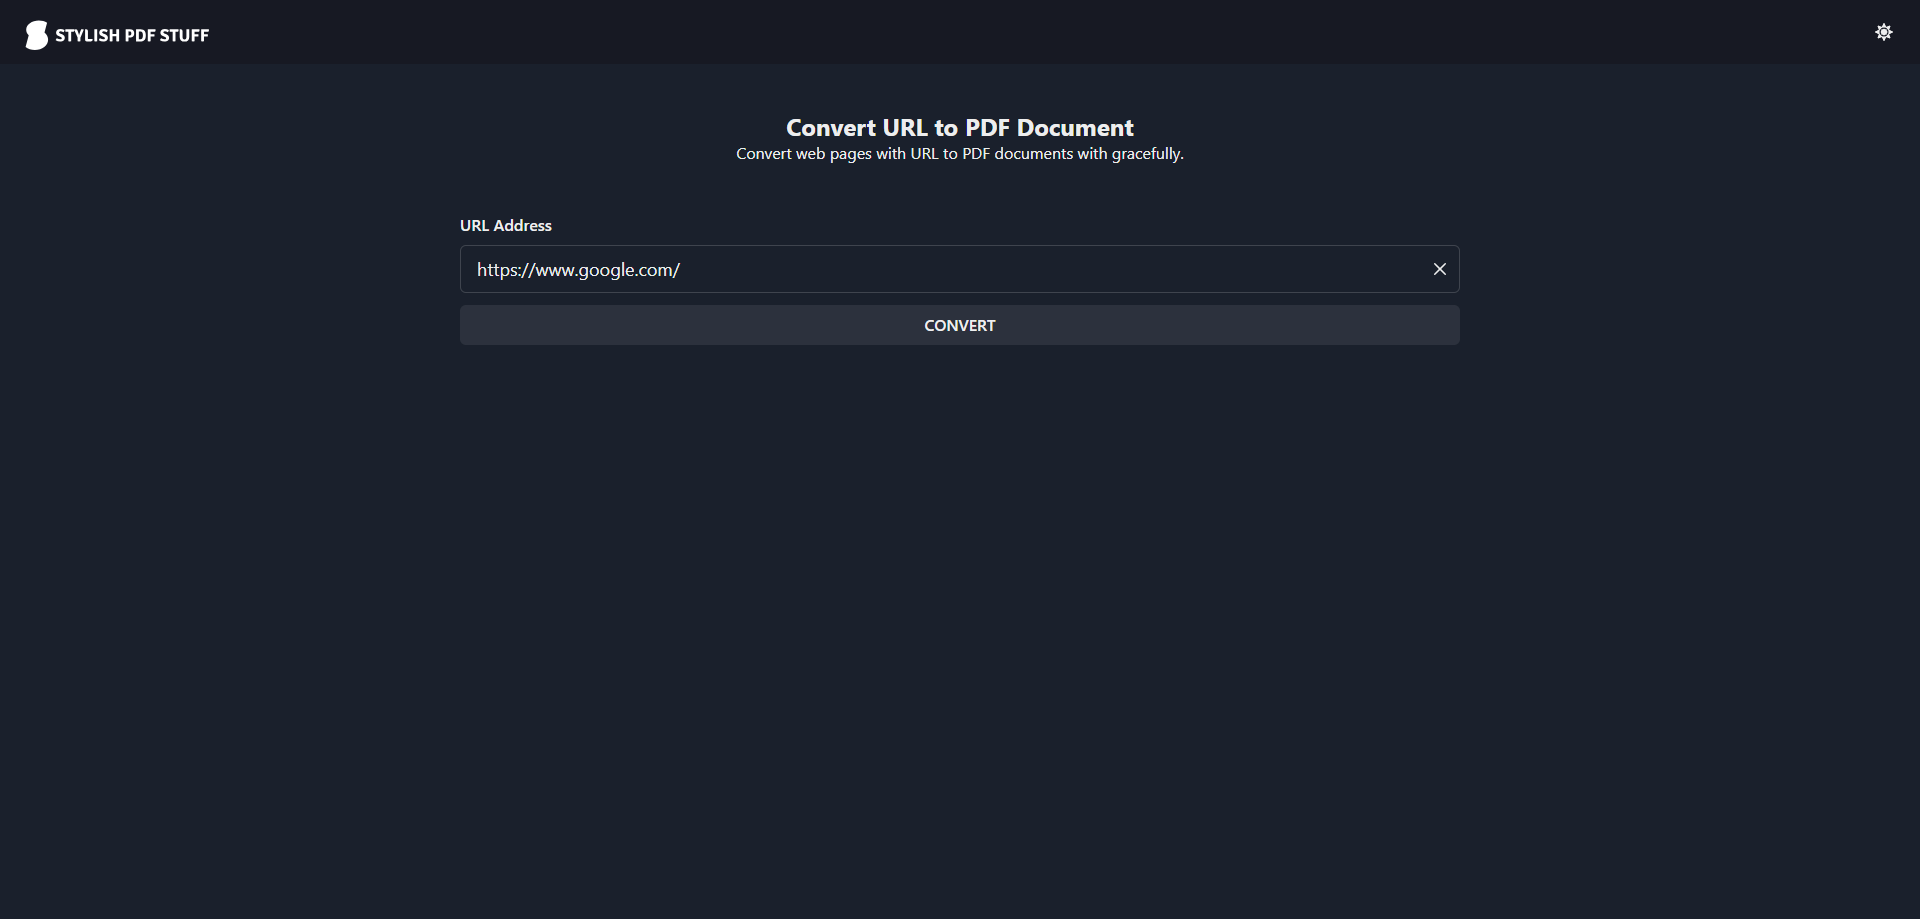 STYLISH PDF STUFF
Convert URL to PDF Document
Convert web pages with URL to PDF documents with gracefully.
URL Address
https://www.google.com/
CONVERT